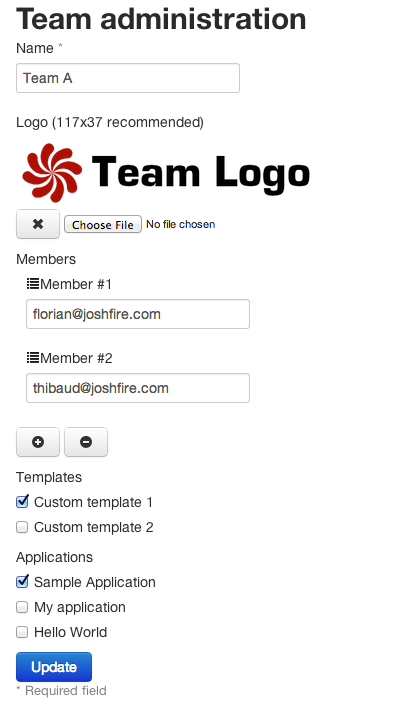 Team administration
Name *
Team A
Logo (117x37 recommended)
Team Logo
Choose File No file chosen
Members
Member #1
florian@joshfire.com
Member #2
thibaud@joshfire.com
Templates
Custom template 1
Custom template 2
Applications
Sample Application
My application
Hello World
Update
* Required field